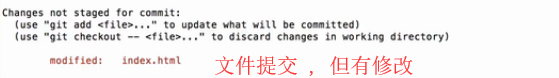 Changes not staged for commit:
(use "git add <file>..." to update what will be committed)
(use "git checkout -- <file>..." to discard changes in working directory)
modified: index.html 文件提交 ，但有修改